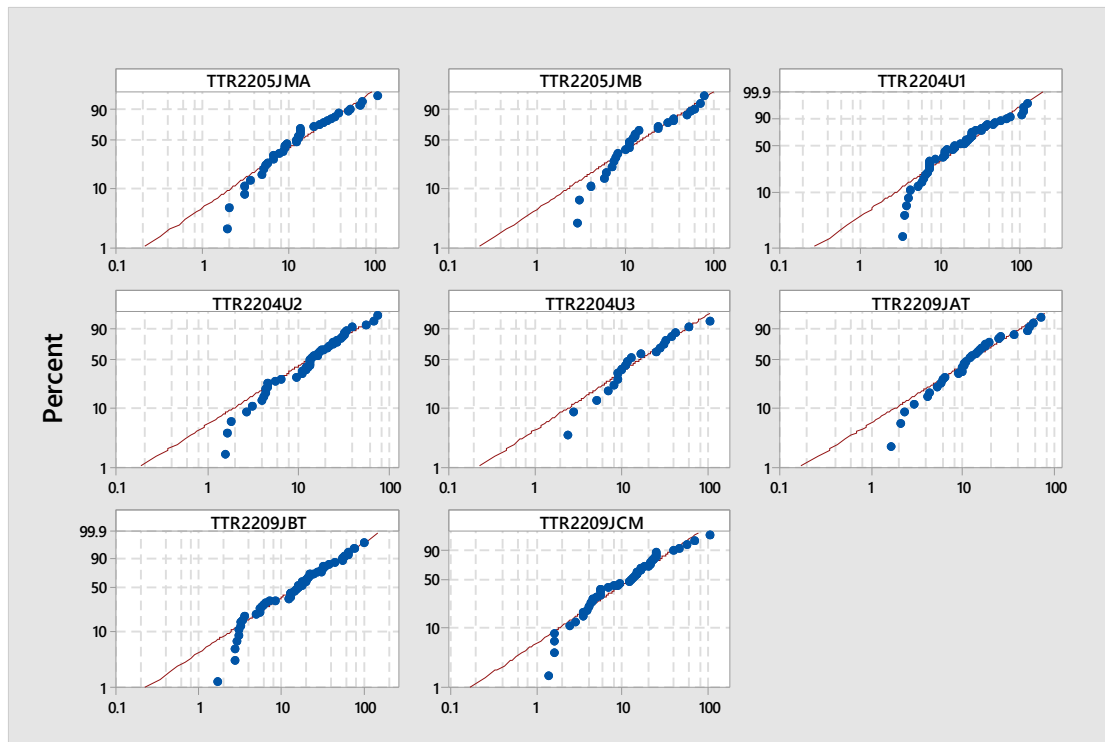 TTR2205JMA TTR2205JMB TTR2204U1
90 90 99.9
50 50 90
10 10 50
1 1 10
1
0.1 1 10 100 0.1 1 10 100 0.1 1 10 100
TTR2204U2 TTR2204U3 TTR2209JAT
90 90 90
50 50 50
10 10 10
1 1 1
0.1 1 10 100 0.1 1 10 100 0.1 1 10 100
Percent
TTR2209JBT TTR2209JCM
99.9 90
90 50
50 10
10 1
1
0.1 1 10 100 0.1 1 10 100